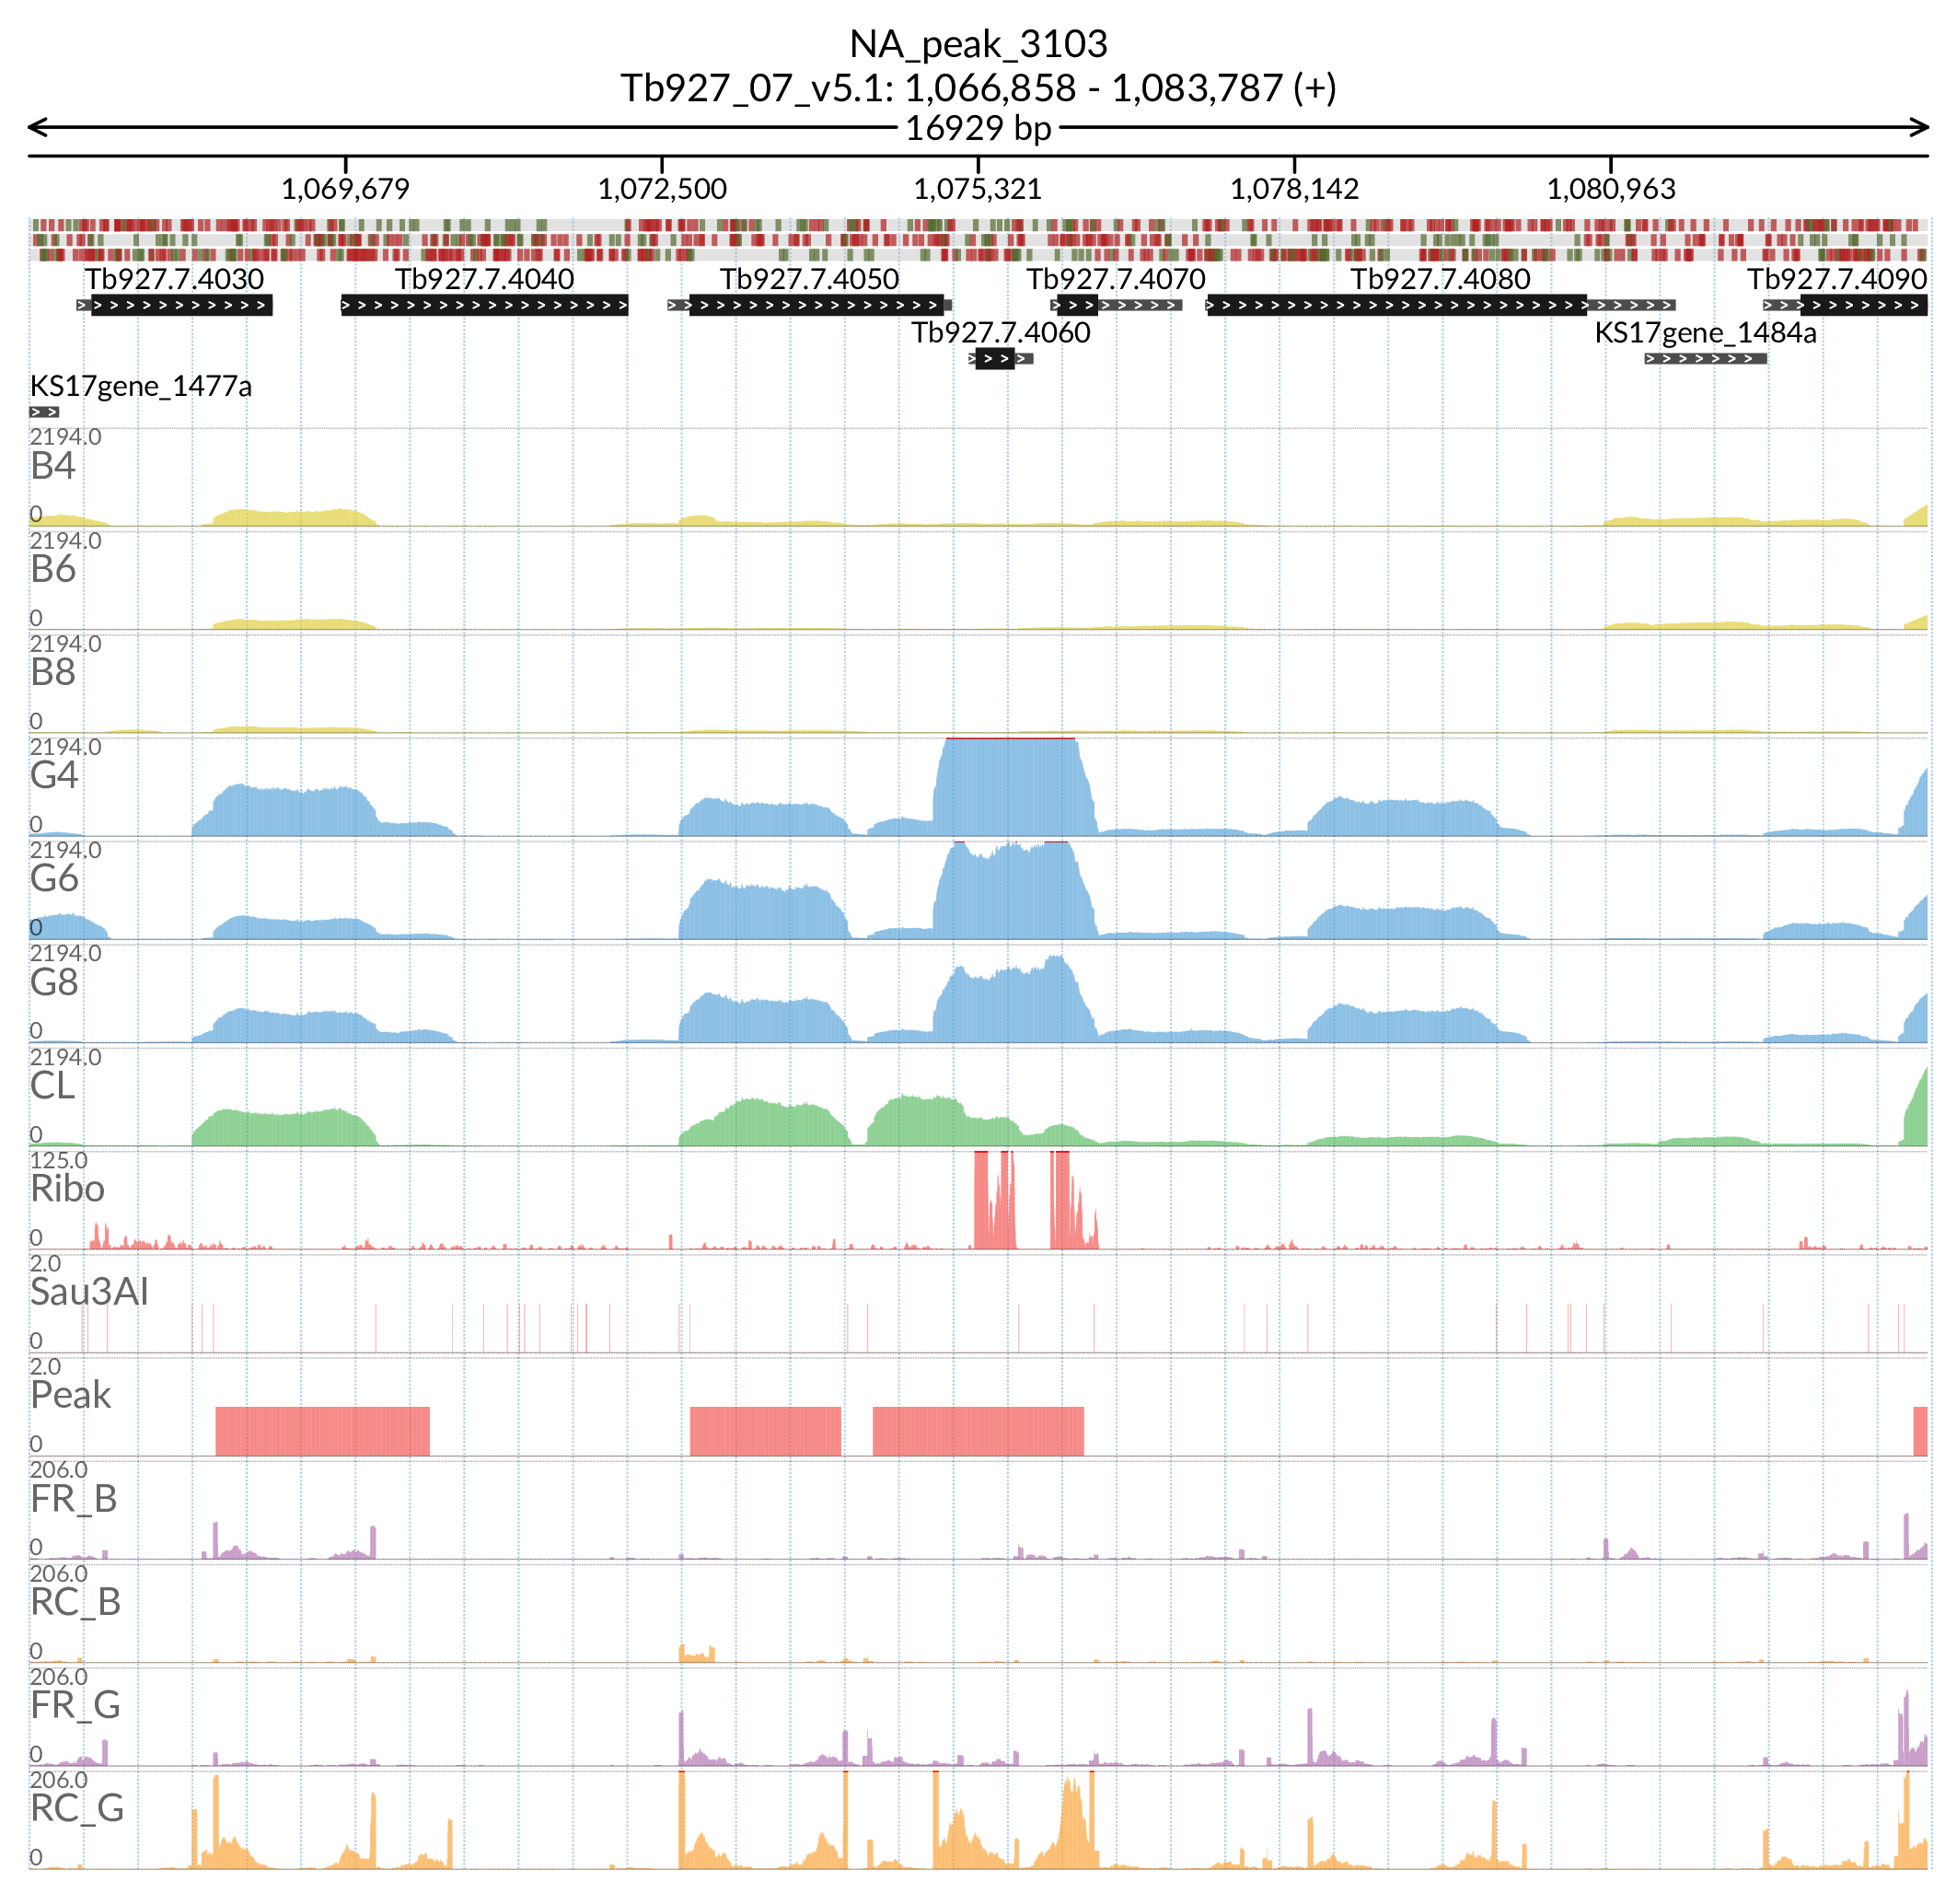 NA_peak_3103
Tb927_07_v5.1: 1,066,858 - 1,083,787 (+)
16929 bp
1,069,679 1,072,500 1,075,321 1,078,142 1,080,963
Tb927.7.4030 Tb927.7.4040 Tb927.7.4050 Tb927.7.4070 Tb927.7.4080 Tb927.7.4090
Tb927.7.4060 KS17gene_1484a
KS17gene_1477a
2194.0
B4
0
2194.0
B6
0
2194.0
B8
0
2194.0
G4
0
2194.0
G6
0
2194.0
G8
0
2194.0
CL
0
125.0
Ribo
0
2.0
Sau3AI
0
2.0
Peak
0
206.0
FR_B
0
206.0
RC_B
0
206.0
FR_G
0
206.0
RC_G
0